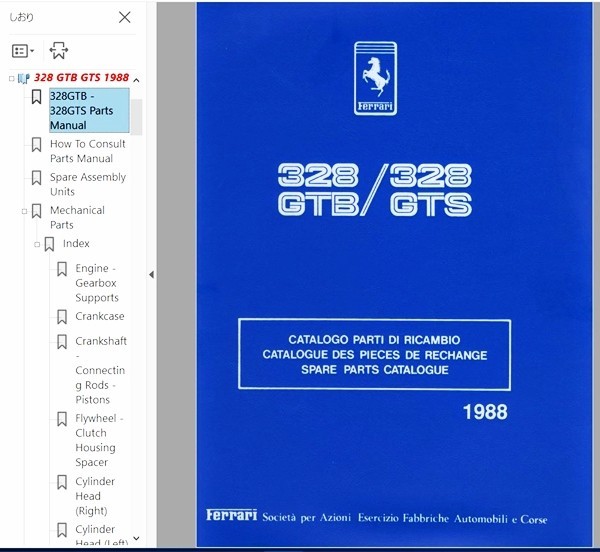 しおり
328 GTB GTS 1988
328GTB -
328GTS Parts
Manual
How To Consult
Parts Manual
Spare Assembly
Units
Mechanical
Parts
Index
Engine -
Gearbox
Supports
Crankcase
Crankshaft
-
Connectin
g Rods -
Pistons
Flywheel -
Clutch
Housing
Spacer
Cylinder
Head
(Right)
Cylinder
Head (Left)
Ferrari
328/328
GTB/GTS
CATALOGO PARTI DI RICAMBIO
CATALOGUE DES PIECES DE RECHANGE
SPARE PARTS CATALOGUE
1988
Ferrari Società per Azioni Esercizio Fabbriche Automobili e Corse